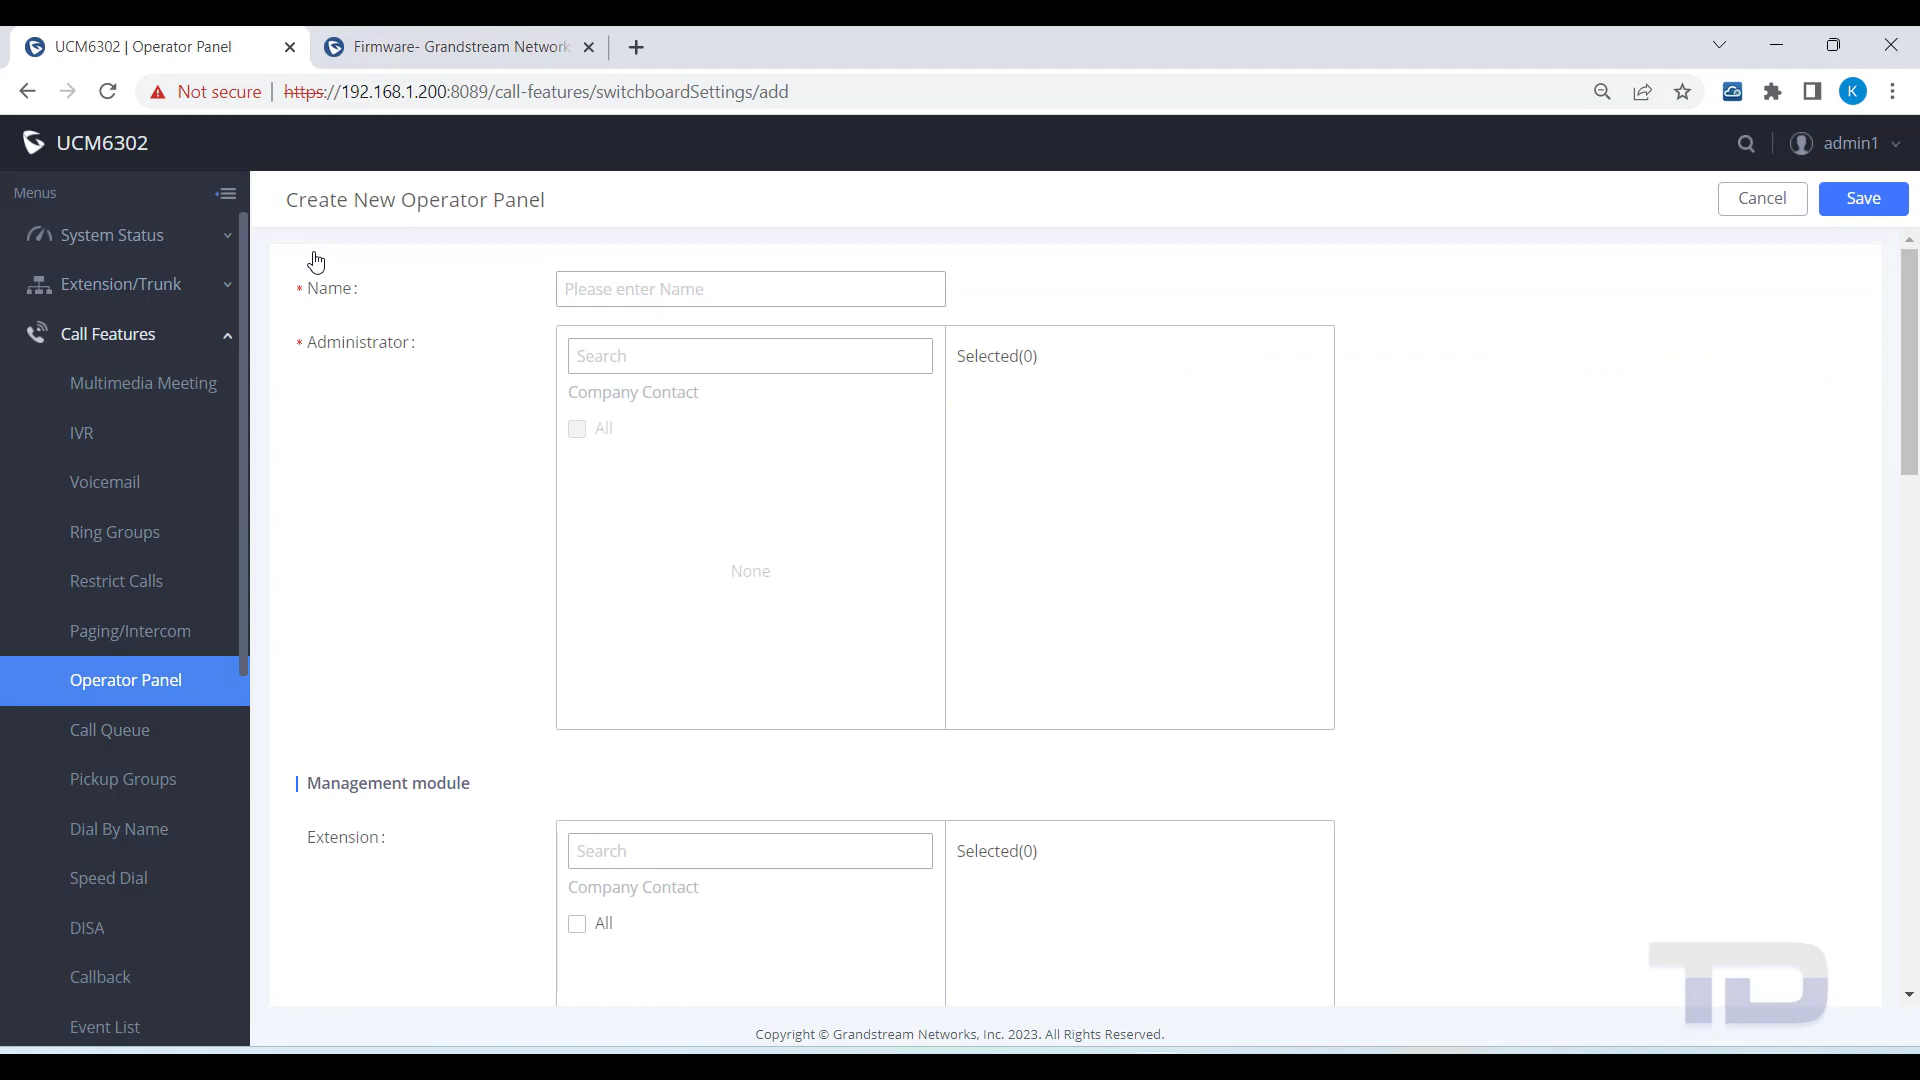 UCM6302 | Operator Panel
Firmware- Grandstream Network
Not secure | https://192.168.1.200:8089/call-features/switchboardSettings/add
K
UCM6302
admin1
Menus
System Status
Extension/Trunk
Call Features
Multimedia Meeting
IVR
Voicemail
Ring Groups
Restrict Calls
Paging/Intercom
Operator Panel
Call Queue
Pickup Groups
Dial By Name
Speed Dial
DISA
Callback
Event List
Create New Operator Panel
Cancel
Save
* Name:
Please enter Name
* Administrator:
Search
Selected(0)
Company Contact
All
None
Management module
Extension:
Search
Selected(0)
Company Contact
All
TD
Copyright © Grandstream Networks, Inc. 2023. All Rights Reserved.